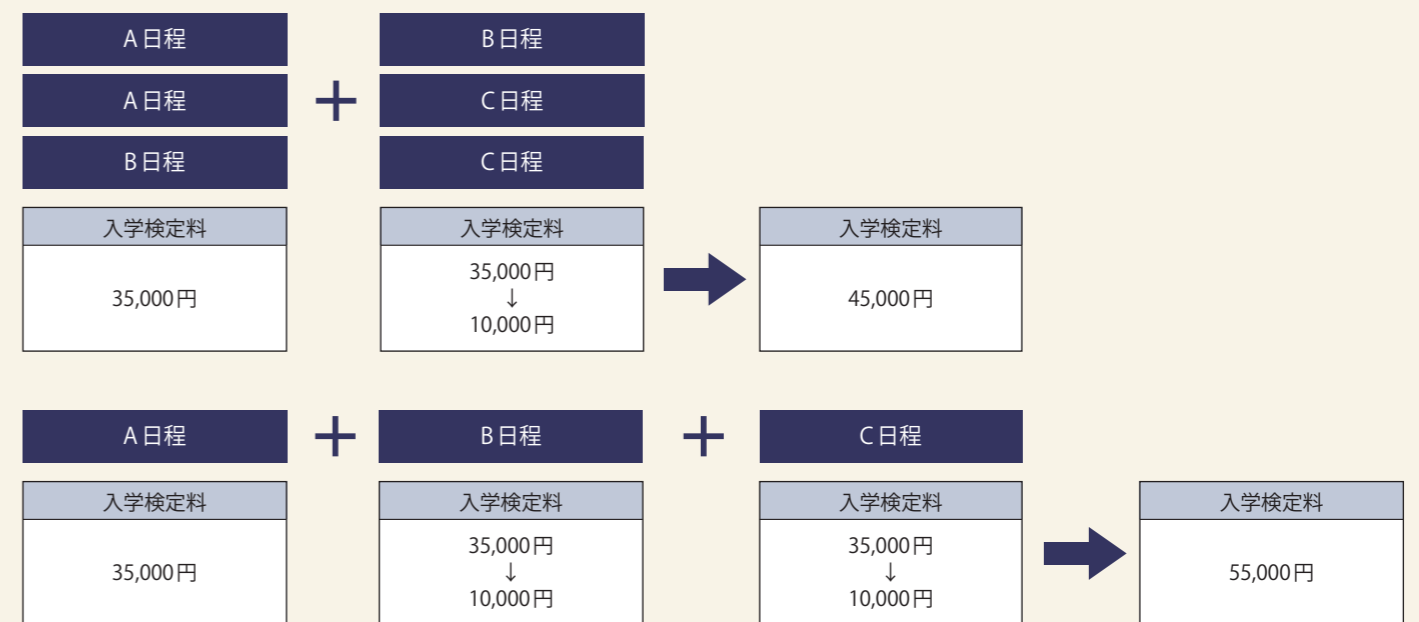 A日程
B日程
A日程
+
C日程
B日程
C日程
入学検定料
入学検定料
入学検定料
35,000円
35,000円
↓
10,000円
45,000円
A日程
+
B日程
+
C日程
入学検定料
入学検定料
入学検定料
入学検定料
35,000円
35,000円
↓
10,000円
35,000円
↓
10,000円
55,000円